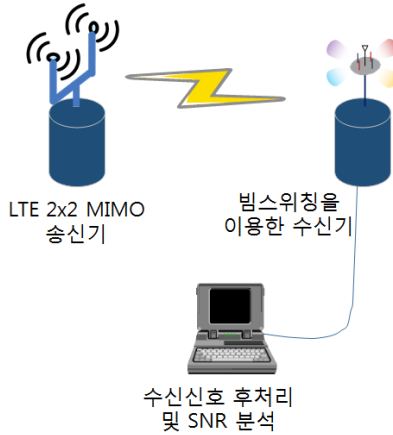 LTE 2x2 MIMO
송신기
빔스위칭을
이용한 수신기
수신신호 후처리
및 SNR 분석